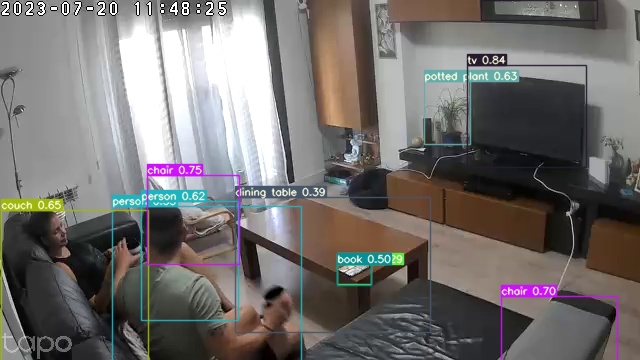 2023-07-20 11:48:25
tv 0.84
potted plant 0.63
chair 0.75
person 0.62
dining table 0.39
couch 0.65
book 0.50
29
chair 0.70
tapo